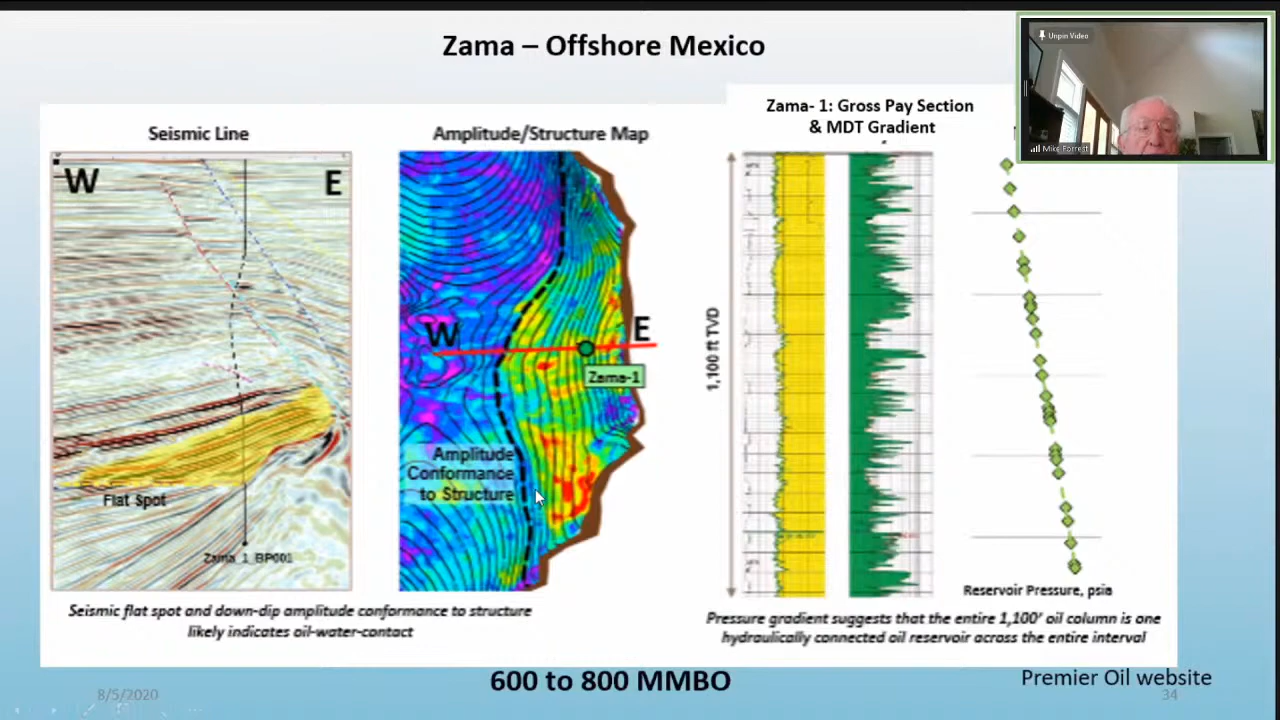 Zama – Offshore Mexico
Unpin Video
Mike Forrest
Seismic Line
W
E
Flat Spot
Zama_1_BP001
Amplitude/Structure Map
W
E
Zama-1
Amplitude
Conformance
to Structure
Zama- 1: Gross Pay Section
& MDT Gradient
1,100 ft TVD
Reservoir Pressure, psia
Seismic flat spot and down-dip amplitude conformance to structure
likely indicates oil-water-contact
Pressure gradient suggests that the entire 1,100' oil column is one
hydraulically connected oil reservoir across the entire interval
600 to 800 MMBO
Premier Oil website
8/5/2020
34